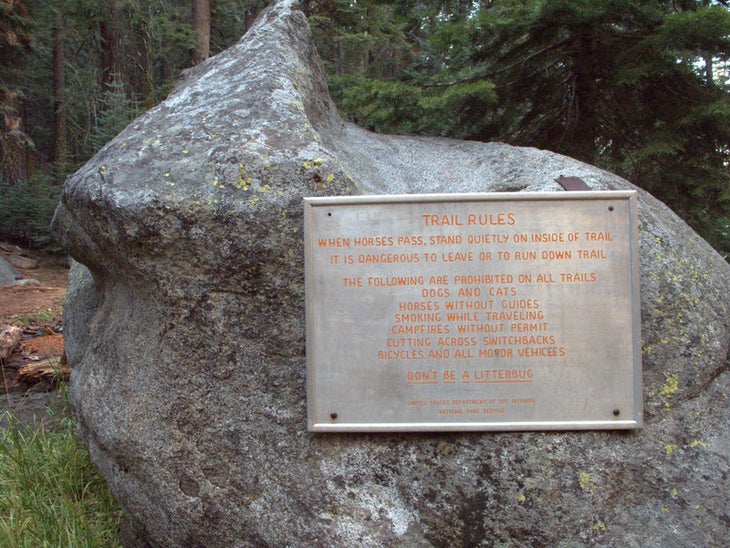 TRAIL RULES
WHEN HORSES PASS, STAND QUIETLY ON INSIDE OF TRAIL
IT IS DANGEROUS TO LEAVE OR TO RUN DOWN TRAIL
THE FOLLOWING ARE PROHIBITED ON ALL TRAILS
DOGS AND CATS
HORSES WITHOUT GUIDES
SMOKING WHILE TRAVELING
CAMPFIRES WITHOUT PERMIT
CUTTING ACROSS SWITCHBACKS
BICYCLES AND ALL MOTOR VEHICLES
DON'T BE A LITTERBUG
UNITED STATES DEPARTMENT OF THE INTERIOR
NATIONAL PARK SERVICE